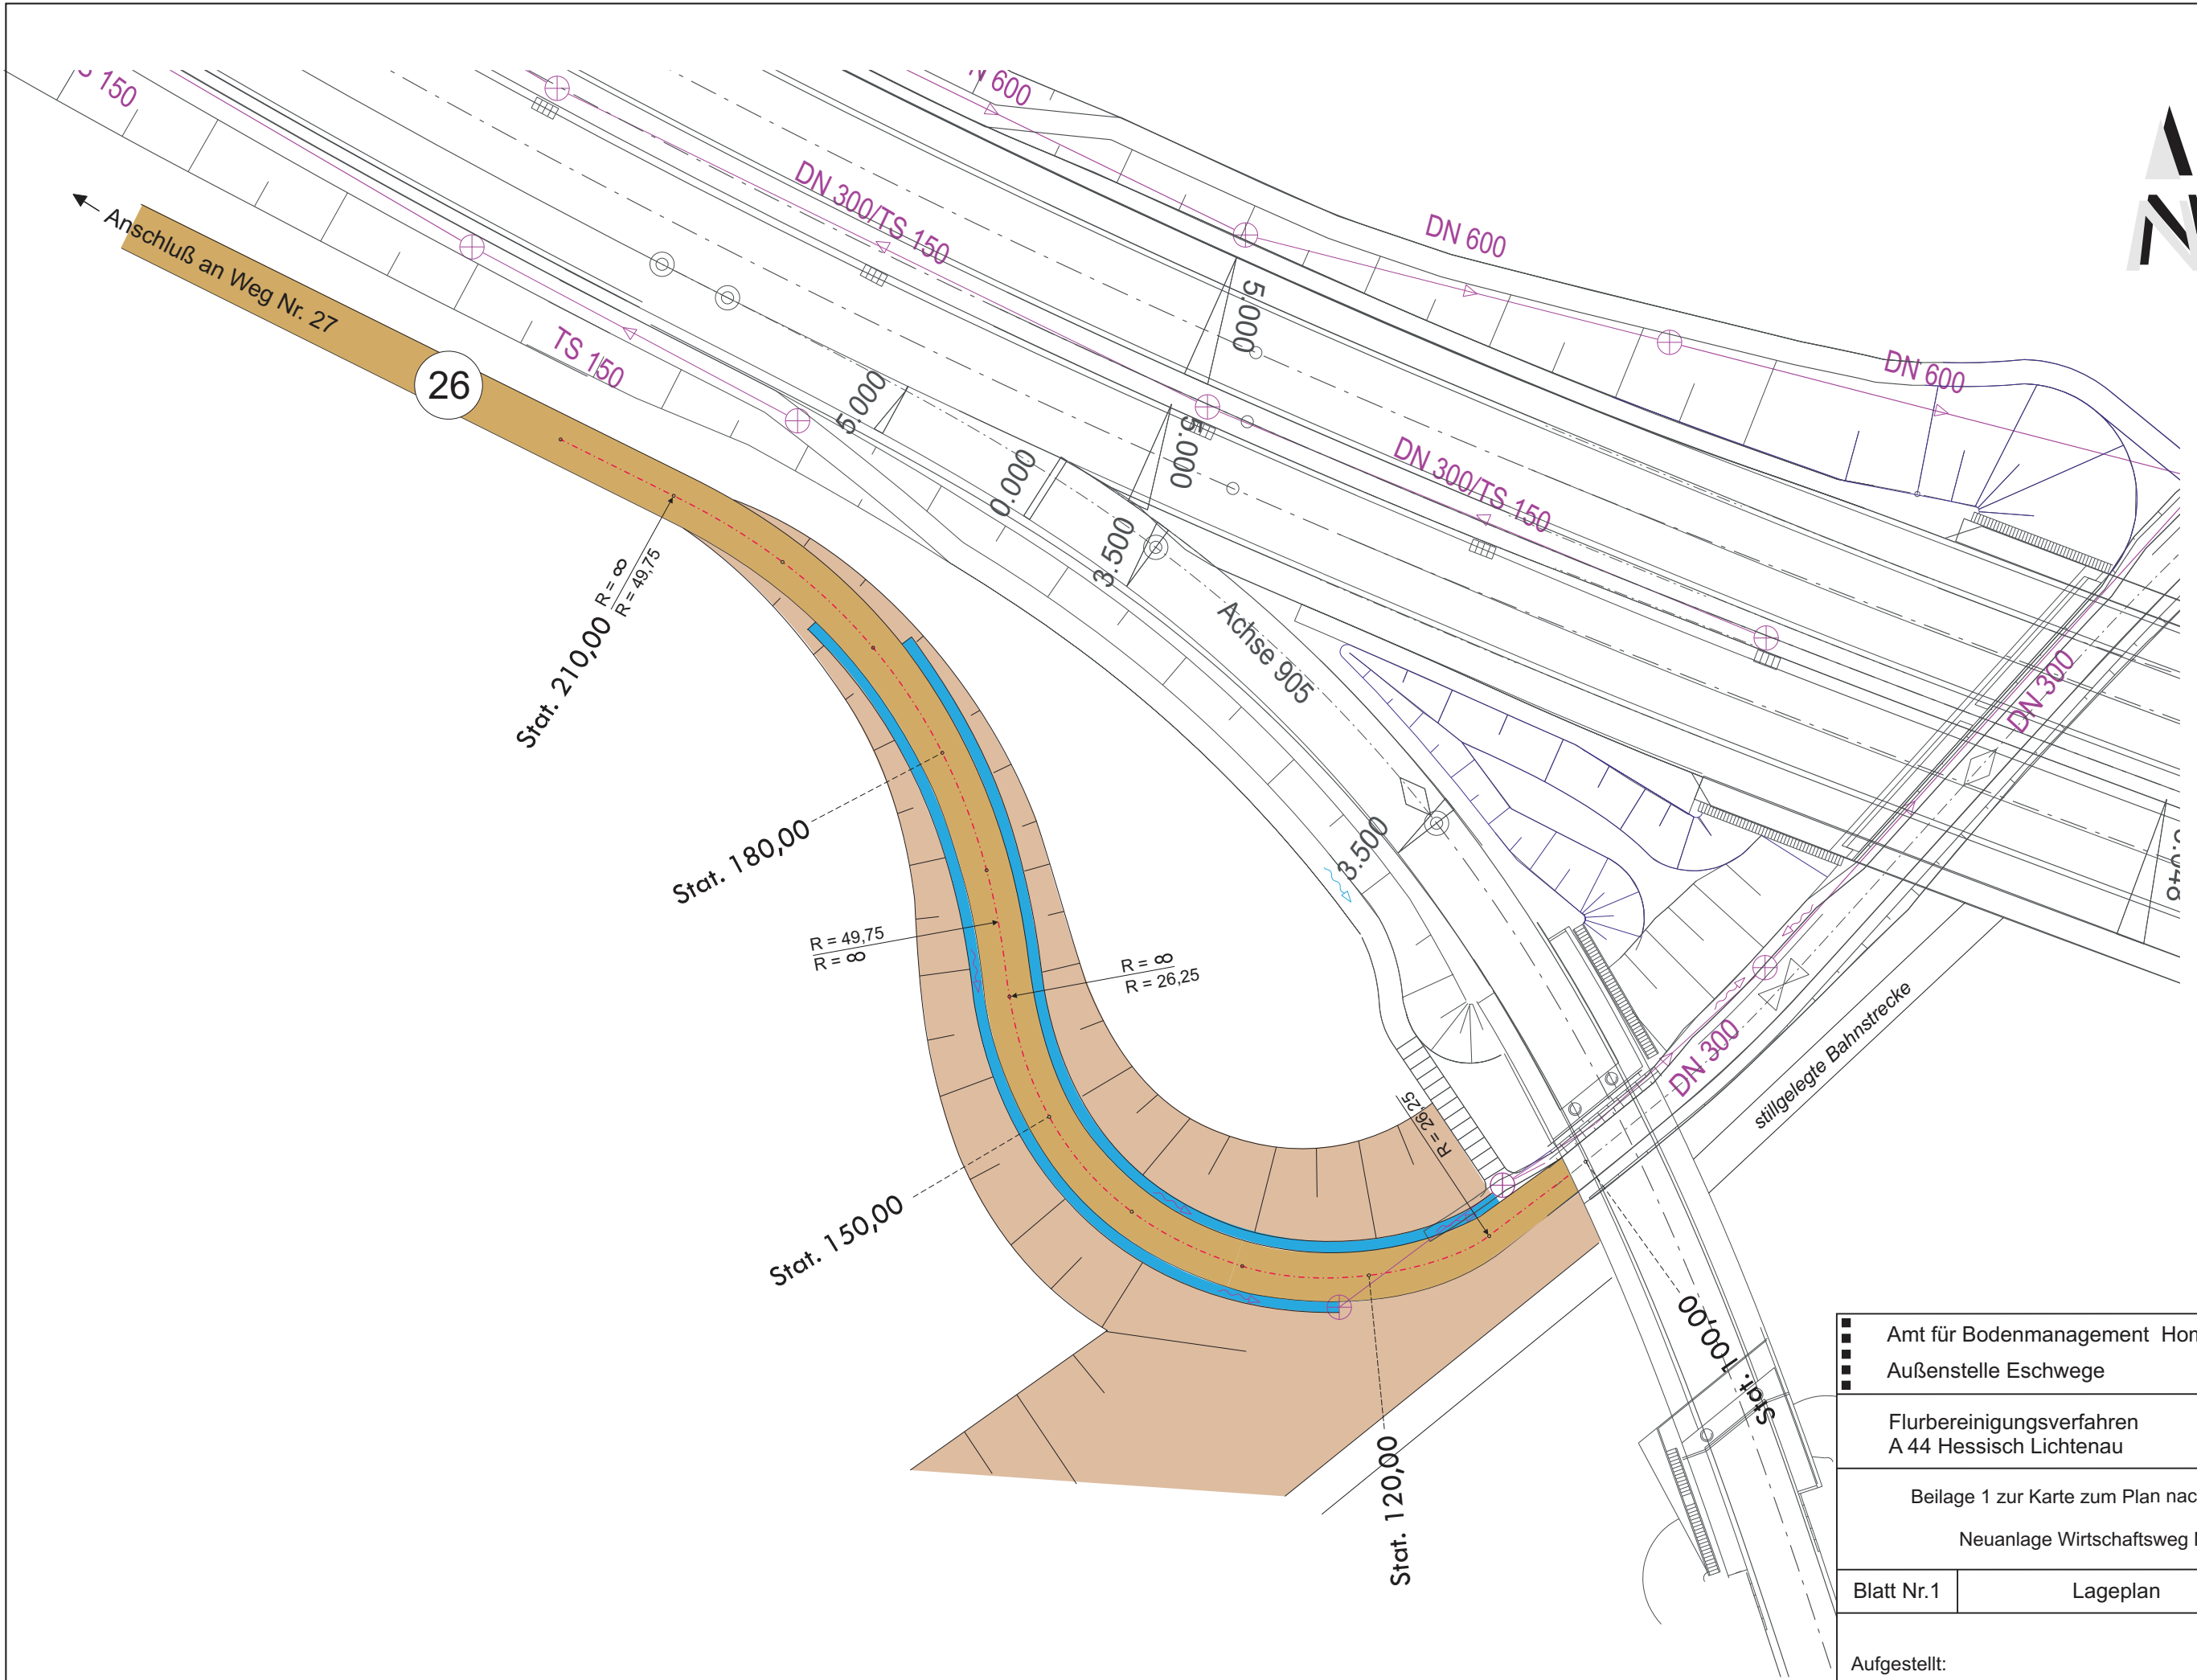 150
N 600
DN 300/TS 150
DN 600
DN 600
N
Anschluß an Weg Nr. 27
26
TS 150
5.000
5.000
5.000
0.000
3.500
DN 300/TS 150
Achse 905
R = ∞
R = 49,75
Stat. 210,00
Stat. 180,00
R = 49,75
R = ∞
R = ∞
R = 26,25
3.500
DN 300
DN 300
stillgelegte Bahnstrecke
R = 26,25
Stat. 150,00
Stat. 120,00
Stat. 100,00
Amt für Bodenmanagement Hom
Außenstelle Eschwege
Flurbereinigungsverfahren
A 44 Hessisch Lichtenau
Beilage 1 zur Karte zum Plan nac
Neuanlage Wirtschaftsweg
Blatt Nr.1
Lageplan
Aufgestellt: